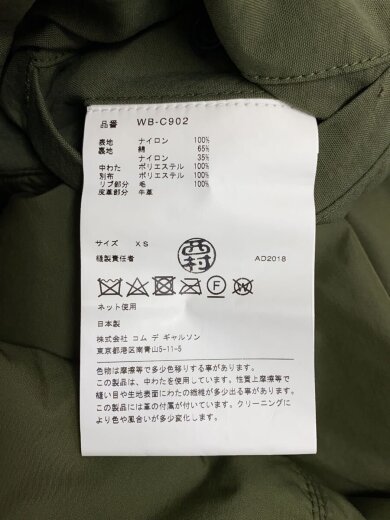 品番 WB-C902
表地 ナイロン 100%
裏地 綿 65%
ナイロン 35%
中わた ポリエステル 100%
別布 ポリエステル 100%
リブ部分 毛 100%
皮革部分 牛革
サイズ XS
西村
縫製責任者 AD2018
F W
ネット使用
日本製
株式会社 コム デ ギャルソン
東京都港区南青山5-11-5
色物は摩擦等で多少色移りする事があります。
この製品は、中わたを使用しています。性質上摩擦等で
縫い目や生地表面にわたの繊維が多少出る事があります。
この製品には革の付属が付いています。クリーニングに
より色や風合いが多少変化します。